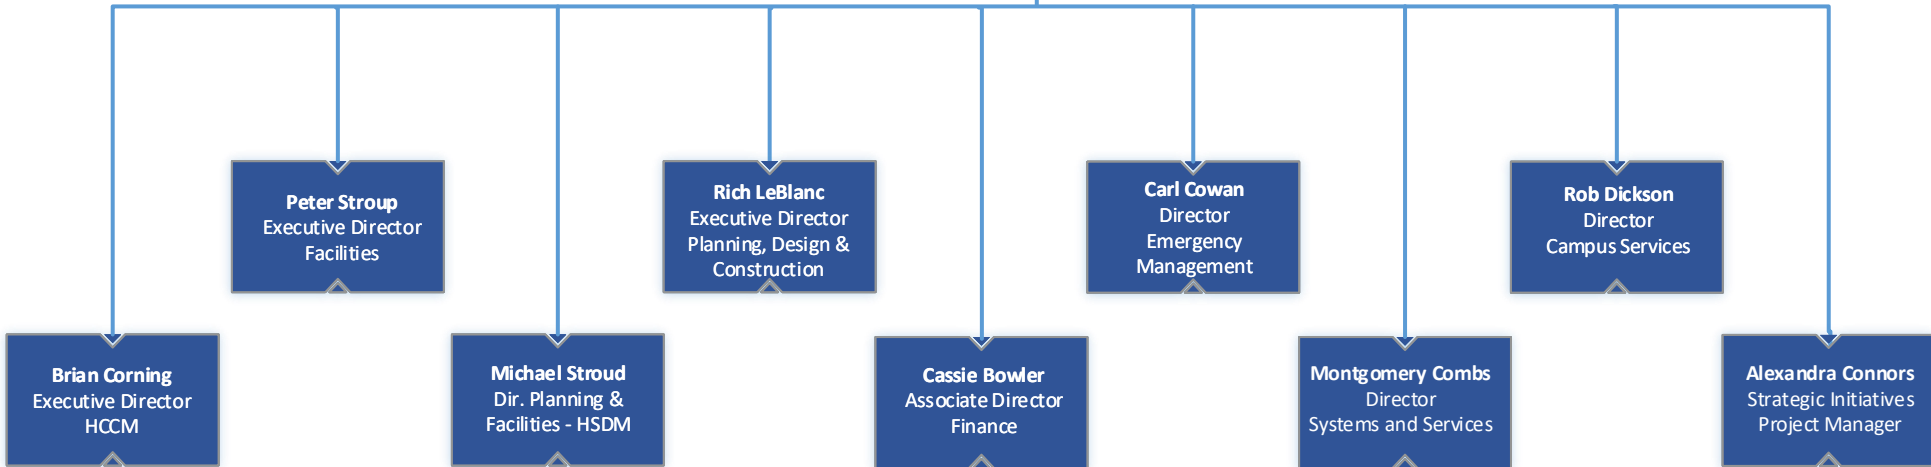 Peter Stroup
Executive Director
Facilities
Rich LeBlanc
Executive Director
Planning, Design &
Construction
Carl Cowan
Director
Emergency
Management
Rob Dickson
Director
Campus Services
Brian Corning
Executive Director
HCCM
Michael Stroud
Dir. Planning &
Facilities - HSDM
Cassie Bowler
Associate Director
Finance
Montgomery Combs
Director
Systems and Services
Alexandra Connors
Strategic Initiatives
Project Manager